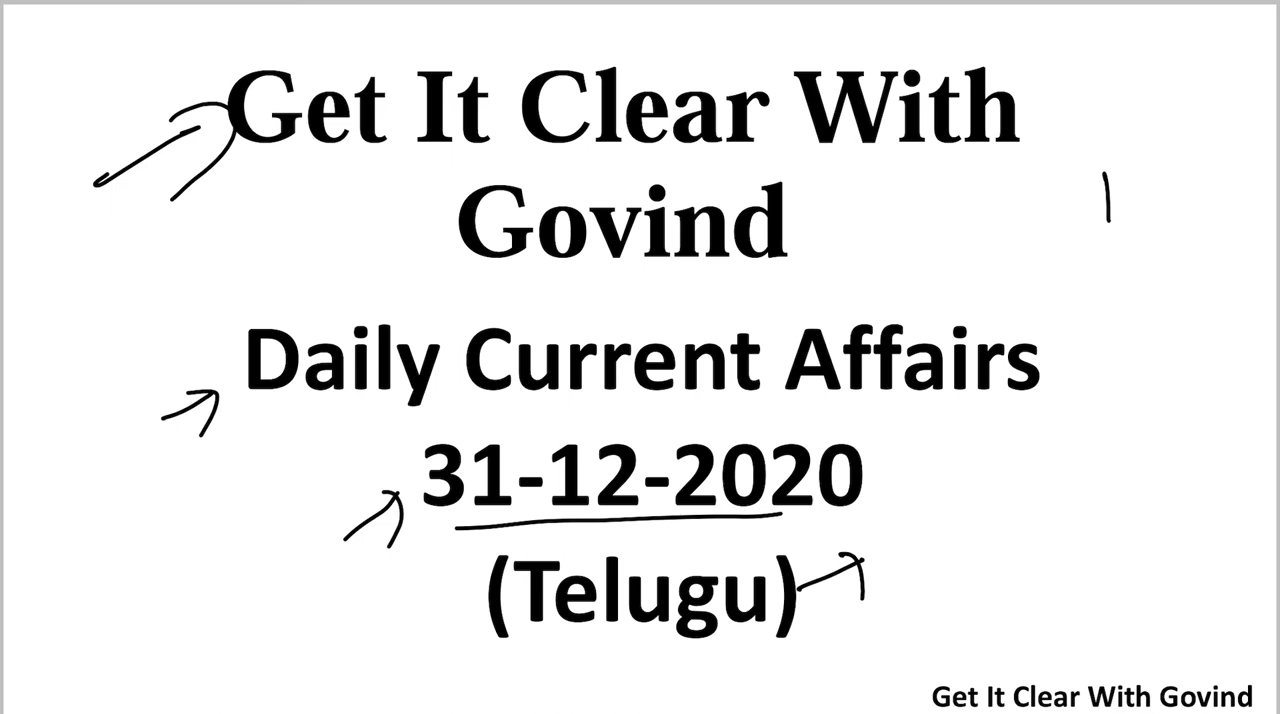 Get It Clear With
Govind
Daily Current Affairs
31-12-2020
(Telugu)
Get It Clear With Govind